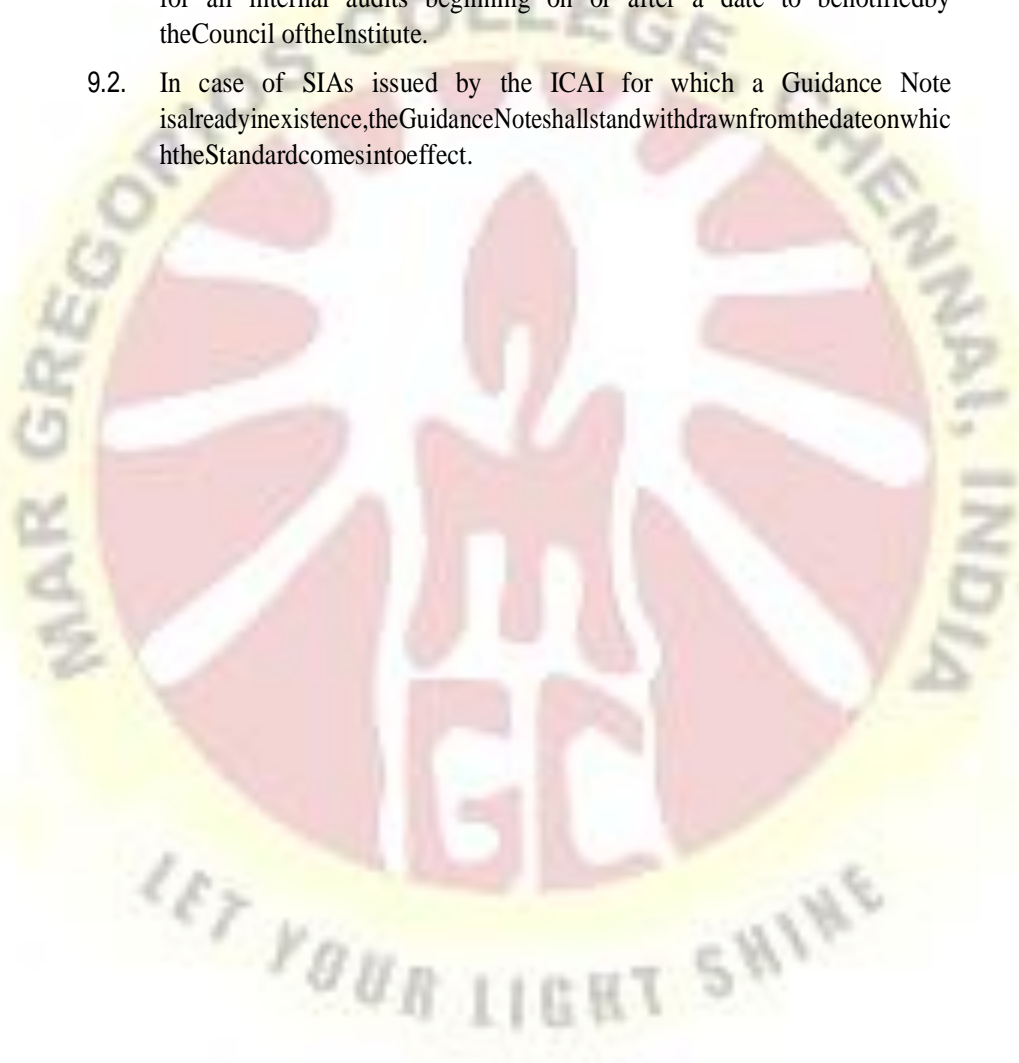 for all internal audits beginning on or after a date to benotifiedby
theCouncil oftheInstitute.
9.2. In case of SIAs issued by the ICAI for which a Guidance Note
isalreadyinexistence,theGuidanceNoteshallstandwithdrawnfromthedateonwhic
htheStandardcomesintoeffect.
MAR GREGORIOS COLLEGE CHENNAI, INDIA
GC
LET YOUR LIGHT SHINE